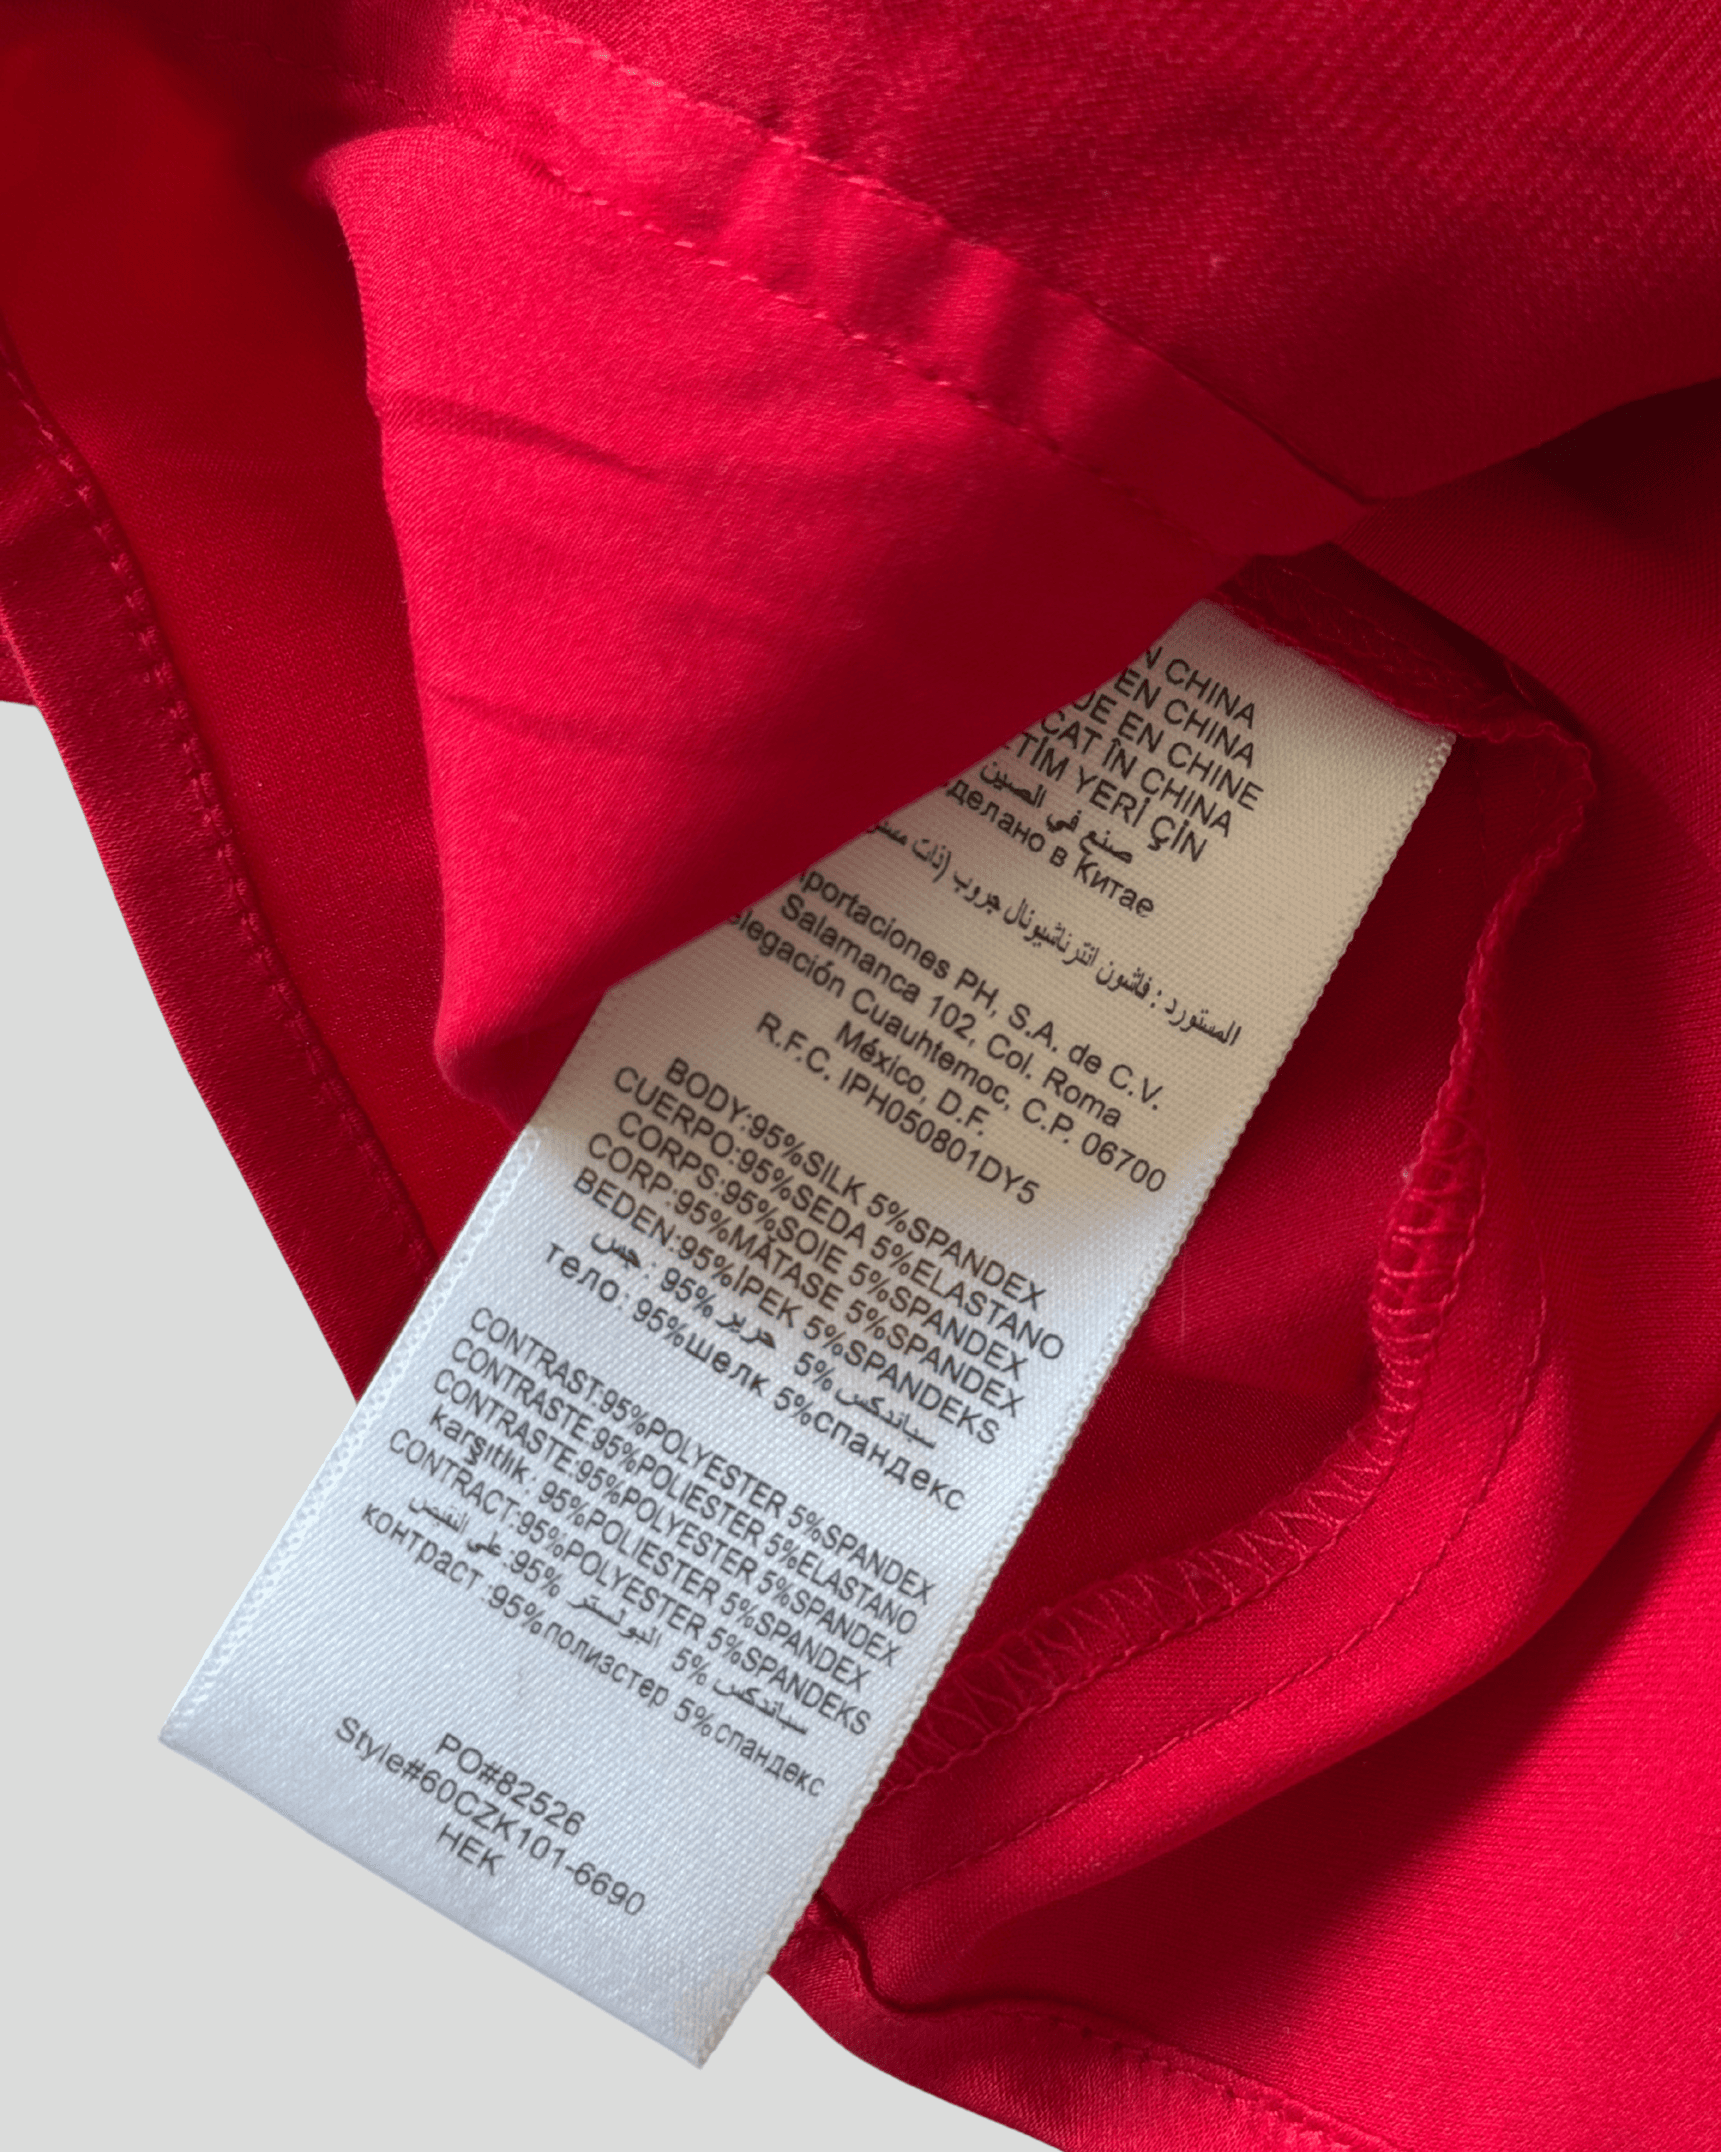 N CHINA
EN CHINA
UE EN CHINE
CAT ÎN CHINA
ETİM YERİ ÇİN
صنع في الصين
делано в Китае
المستورد : فاشون انترناشيونال جروب (ذات
portaciones PH, S.A. de C.V.
Salamanca 102, Col. Roma
elegación Cuauhtemoc, C.P. 06700
México, D.F.
R.F.C. IPH050801DY5
BODY:95%SILK 5%SPANDEX
CUERPO:95%SEDA 5%ELASTANO
CORPS:95%SOIE 5%SPANDEX
CORP:95%MĂTASE 5%SPANDEX
BEDEN:95%İPEK 5%SPANDEKS
جس : 95% حرير 5% سباندكس
тело: 95%шелк 5%спандекс
CONTRAST:95%POLYESTER 5%SPANDEX
CONTRASTE:95%POLIESTER 5%ELASTANO
CONTRASTE:95%POLYESTER 5%SPANDEX
karşıtlık: 95%POLIESTER 5%SPANDEX
CONTRACT:95%POLYESTER 5%SPANDEKS
على النقيض: 95% البوليستر 5% سباندكس
контраст :95%полиэстер 5%спандекс
PO#82526
Style#60CZK101-6690
HEK